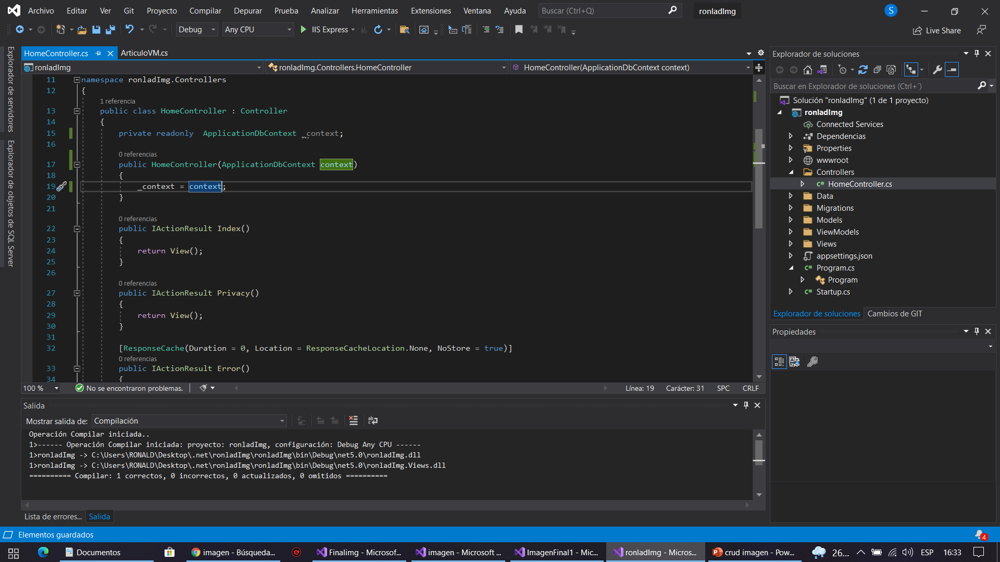 Archivo Editar Ver Git Proyecto Compilar Depurar Prueba Analizar Herramientas Extensiones Ventana Ayuda Buscar (Ctrl+Q) ronladImg S
Debug Any CPU IIS Express Live Share
HomeController.cs ArticuloVM.cs
ronladImg ronladImg.Controllers.HomeController HomeController(ApplicationDbContext context)
Explorador de servidores
Explorador de objetos de SQL Server
11 namespace ronladImg.Controllers
12 {
1 referencia
13 public class HomeController : Controller
14 {
15 private readonly  ApplicationDbContext _context;
16
0 referencias
17 public HomeController(ApplicationDbContext context)
18 {
19 _context = context;
20 }
21
0 referencias
22 public IActionResult Index()
23 {
24 return View();
25 }
26
0 referencias
27 public IActionResult Privacy()
28 {
29 return View();
30 }
31
32 [ResponseCache(Duration = 0, Location = ResponseCacheLocation.None, NoStore = true)]
0 referencias
33 public IActionResult Error()
34 {
100 % No se encontraron problemas. Línea: 19 Carácter: 31 SPC CRLF
Salida
Mostrar salida de: Compilación
Operación Compilar iniciada..
1>------ Operación Compilar iniciada: proyecto: ronladImg, configuración: Debug Any CPU ------
1>ronladImg -> C:\Users\RONALD\Desktop\.net\ronladImg\ronladImg\bin\Debug\net5.0\ronladImg.dll
1>ronladImg -> C:\Users\RONALD\Desktop\.net\ronladImg\ronladImg\bin\Debug\net5.0\ronladImg.Views.dll
========== Compilar: 1 correctos, 0 incorrectos, 0 actualizados, 0 omitidos ==========
Lista de errores... Salida
Explorador de soluciones
Buscar en Explorador de soluciones (Ctrl+´)
Solución "ronladImg" (1 de 1 proyecto)
ronladImg
Connected Services
Dependencias
Properties
wwwroot
Controllers
C# HomeController.cs
Data
Migrations
Models
ViewModels
Views
appsettings.json
C# Program.cs
Program
C# Startup.cs
Explorador de soluciones Cambios de GIT
Propiedades
Elementos guardados 4
Documentos imagen - Búsqueda... FinaIimg - Microsof... imagen - Microsoft ... ImagenFinal1 - Mic... ronladImg - Micros... crud imagen - Pow... 26... ESP 16:33